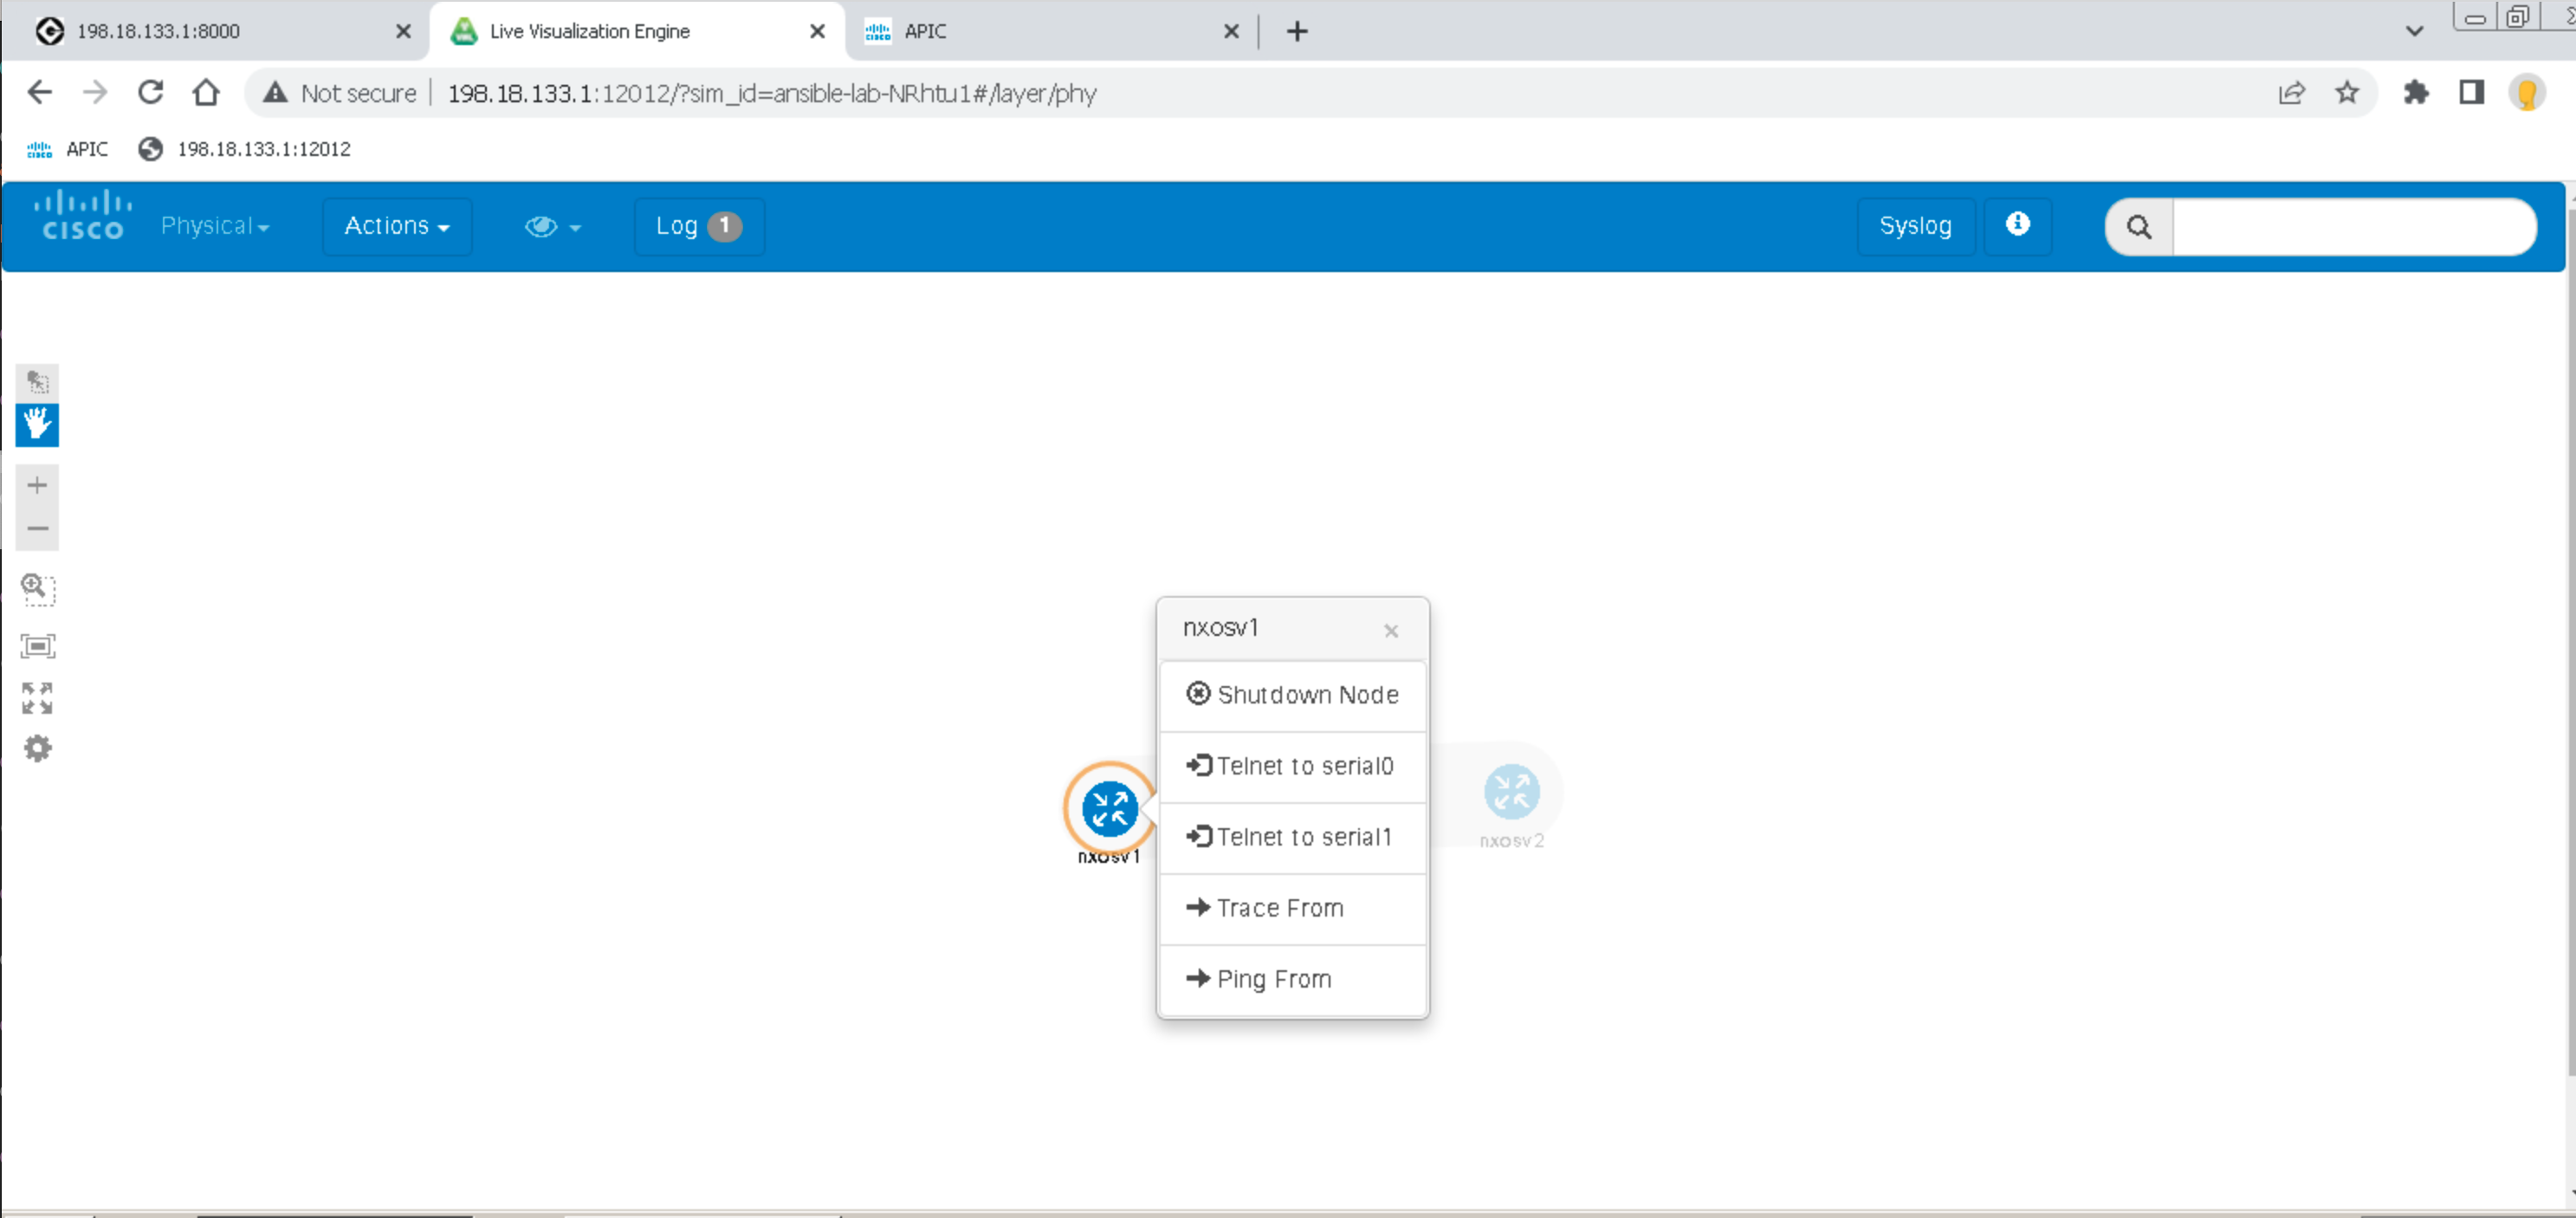 198.18.133.1:8000
Live Visualization Engine
APIC
Not secure
198.18.133.1:12012/?sim_id=ansible-lab-NRhtu1#/layer/phy
APIC
198.18.133.1:12012
CISCO
Physical
Actions
Log 1
Syslog
nxosv1
Shutdown Node
Telnet to serial0
Telnet to serial1
Trace From
Ping From
nxosv1
nxosv2